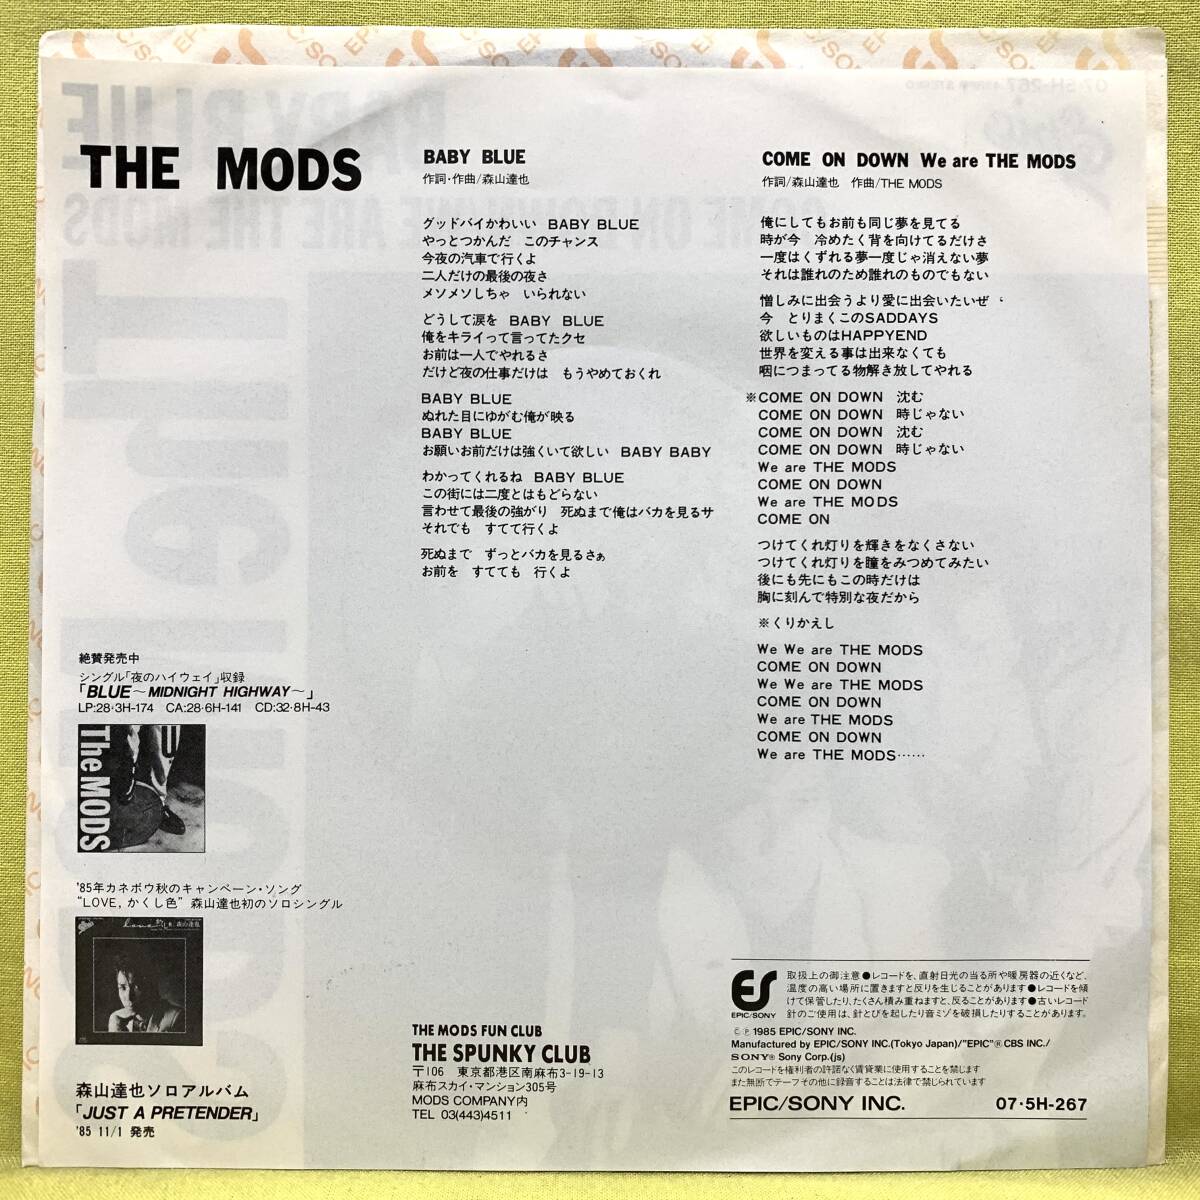 THE MODS
BABY BLUE
作詞・作曲/森山達也
グッドバイかわいい BABY BLUE
やっとつかんだ このチャンス
今夜の汽車で行くよ
二人だけの最後の夜さ
メソメソしちゃ いられない
どうして涙を BABY BLUE
俺をキライって言ってたクセ
お前は一人でやれるさ
だけど夜の仕事だけは もうやめておくれ
BABY BLUE
ぬれた目にゆがむ俺が映る
BABY BLUE
お願いお前だけは強くいて欲しい BABY BABY
わかってくれるね BABY BLUE
この街には二度とはもどらない
言わせて最後の強がり 死ぬまで俺はバカを見るサ
それでも すてて行くよ
死ぬまで ずっとバカを見るさぁ
お前を すてても 行くよ
COME ON DOWN We are THE MODS
作詞/森山達也 作曲/THE MODS
俺にしてもお前も同じ夢を見てる
時が今 冷めたく背を向けてるだけさ
一度はくずれる夢一度じゃ消えない夢
それは誰れのため誰れのものでもない
憎しみに出会うより愛に出会いたいぜ
今 とりまくこのSADDAYS
欲しいものはHAPPYEND
世界を変える事は出来なくても
咽につまってる物解き放してやれる
※COME ON DOWN 沈む
COME ON DOWN 時じゃない
COME ON DOWN 沈む
COME ON DOWN 時じゃない
We are THE MODS
COME ON DOWN
We are THE MODS
COME ON
つけてくれ灯りを輝きをなくさない
つけてくれ灯りを瞳をみつめてみたい
後にも先にもこの時だけは
胸に刻んで特別な夜だから
※くりかえし
We We are THE MODS
COME ON DOWN
We We are THE MODS
COME ON DOWN
We are THE MODS
COME ON DOWN
We are THE MODS……
絶賛発売中
シングル「夜のハイウェイ」収録
「BLUE〜MIDNIGHT HIGHWAY〜」
LP:28・3H-174 CA:28・6H-141 CD:32・8H-43
The MODS
'85年カネボウ秋のキャンペーン・ソング
“LOVE, かくし色” 森山達也初のソロシングル
森山達也ソロアルバム
「JUST A PRETENDER」
'85 11/1 発売
THE MODS FUN CLUB
THE SPUNKY CLUB
〒106 東京都港区南麻布3-19-13
麻布スカイ・マンション305号
MODS COMPANY内
TEL 03(443)4511
ES
EPIC/SONY
取扱上の御注意 ●レコードを、直射日光の当る所や暖房器の近くなど、
温度の高い場所に置きますと反りを生じることがあります ●レコードを傾
けて保管したり、たくさん積み重ねますと、反ることがあります ●古いレコード
針のご使用は、針とびを起したり音ミゾを破損したりすることがあります。
Ⓒ Ⓟ 1985 EPIC/SONY INC.
Manufactured by EPIC/SONY INC.(Tokyo Japan)/"EPIC"® CBS INC./
SONY® Sony Corp.(js)
このレコードを権利者の許諾なく賃貸業に使用することを禁じます
また無断でテープその他に録音することは法律で禁じられています
EPIC/SONY INC.
07・5H-267